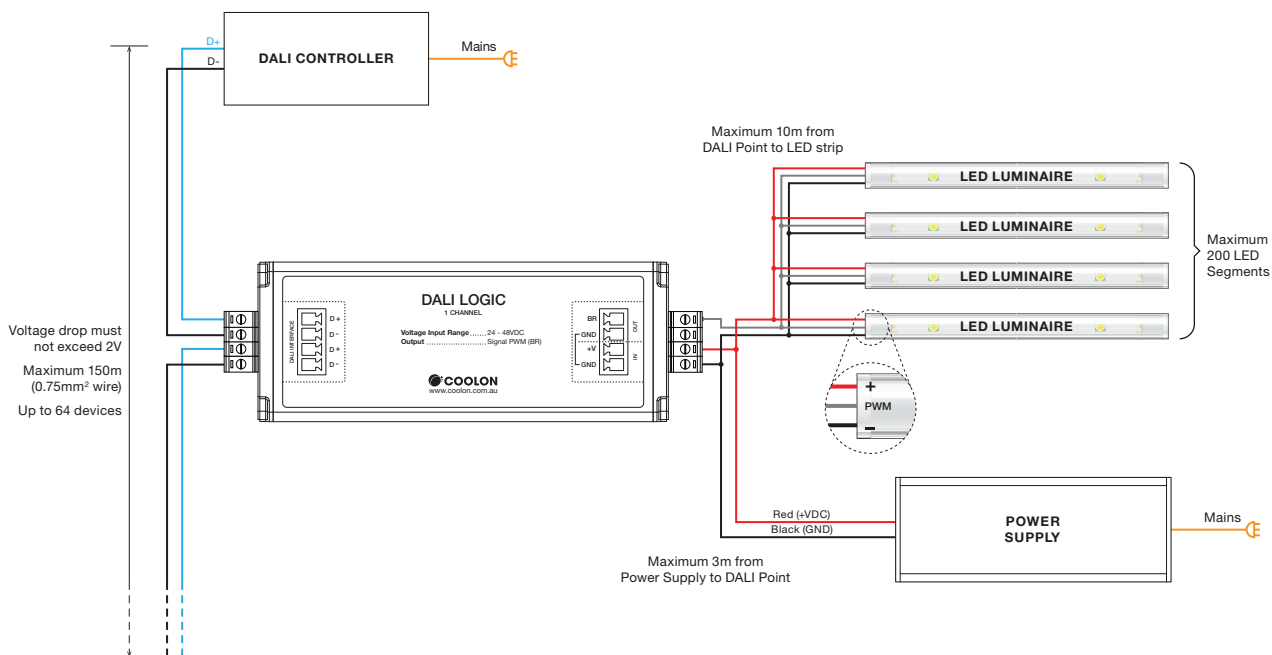 D+
D-
DALI CONTROLLER
Mains
Maximum 10m from
DALI Point to LED strip
LED LUMINAIRE
LED LUMINAIRE
LED LUMINAIRE
LED LUMINAIRE
Maximum
200 LED
Segments
Voltage drop must
not exceed 2V
Maximum 150m
(0.75mm² wire)
Up to 64 devices
DALI INTERFACE
D+
D-
D+
D-
DALI LOGIC
1 CHANNEL
Voltage Input Range ...... 24 - 48VDC
Output ...................... Signal PWM (BR)
COOLON
www.coolon.com.au
BR
GND
+V
GND
OUT
IN
+
PWM
-
Red (+VDC)
Black (GND)
POWER
SUPPLY
Mains
Maximum 3m from
Power Supply to DALI Point